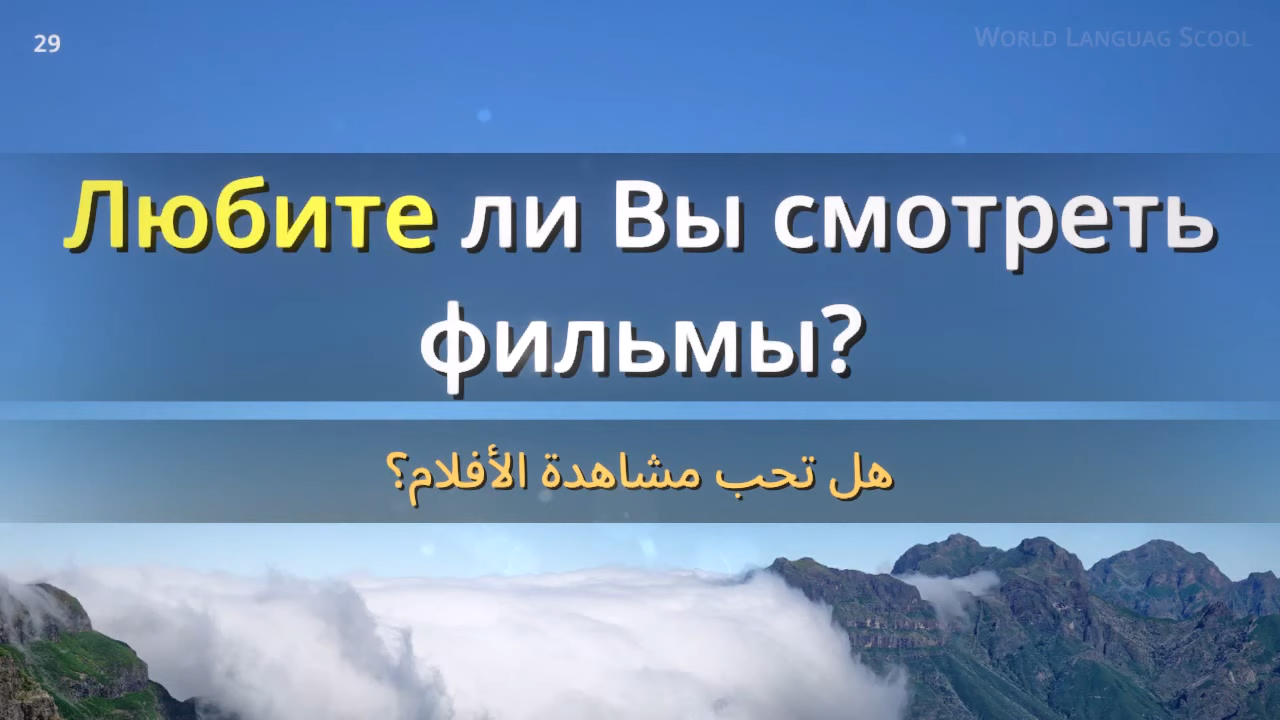 29
World Languag Scool
Любите ли Вы смотреть
фильмы?
هل تحب مشاهدة الأفلام؟